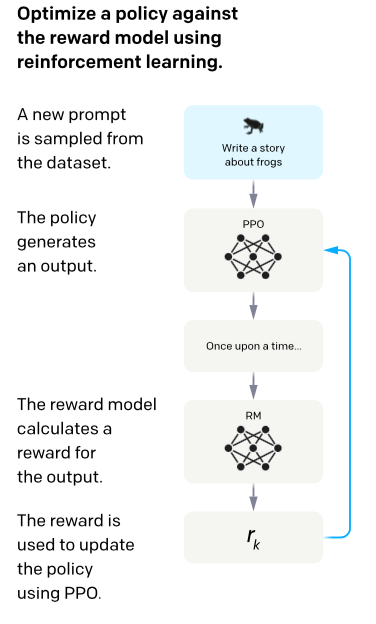 Optimize a policy against
the reward model using
reinforcement learning.
A new prompt
is sampled from
the dataset.
Write a story
about frogs
The policy
generates
an output.
PPO
Once upon a time...
The reward model
calculates a
reward for
the output.
RM
The reward is
used to update
the policy
using PPO.
rk